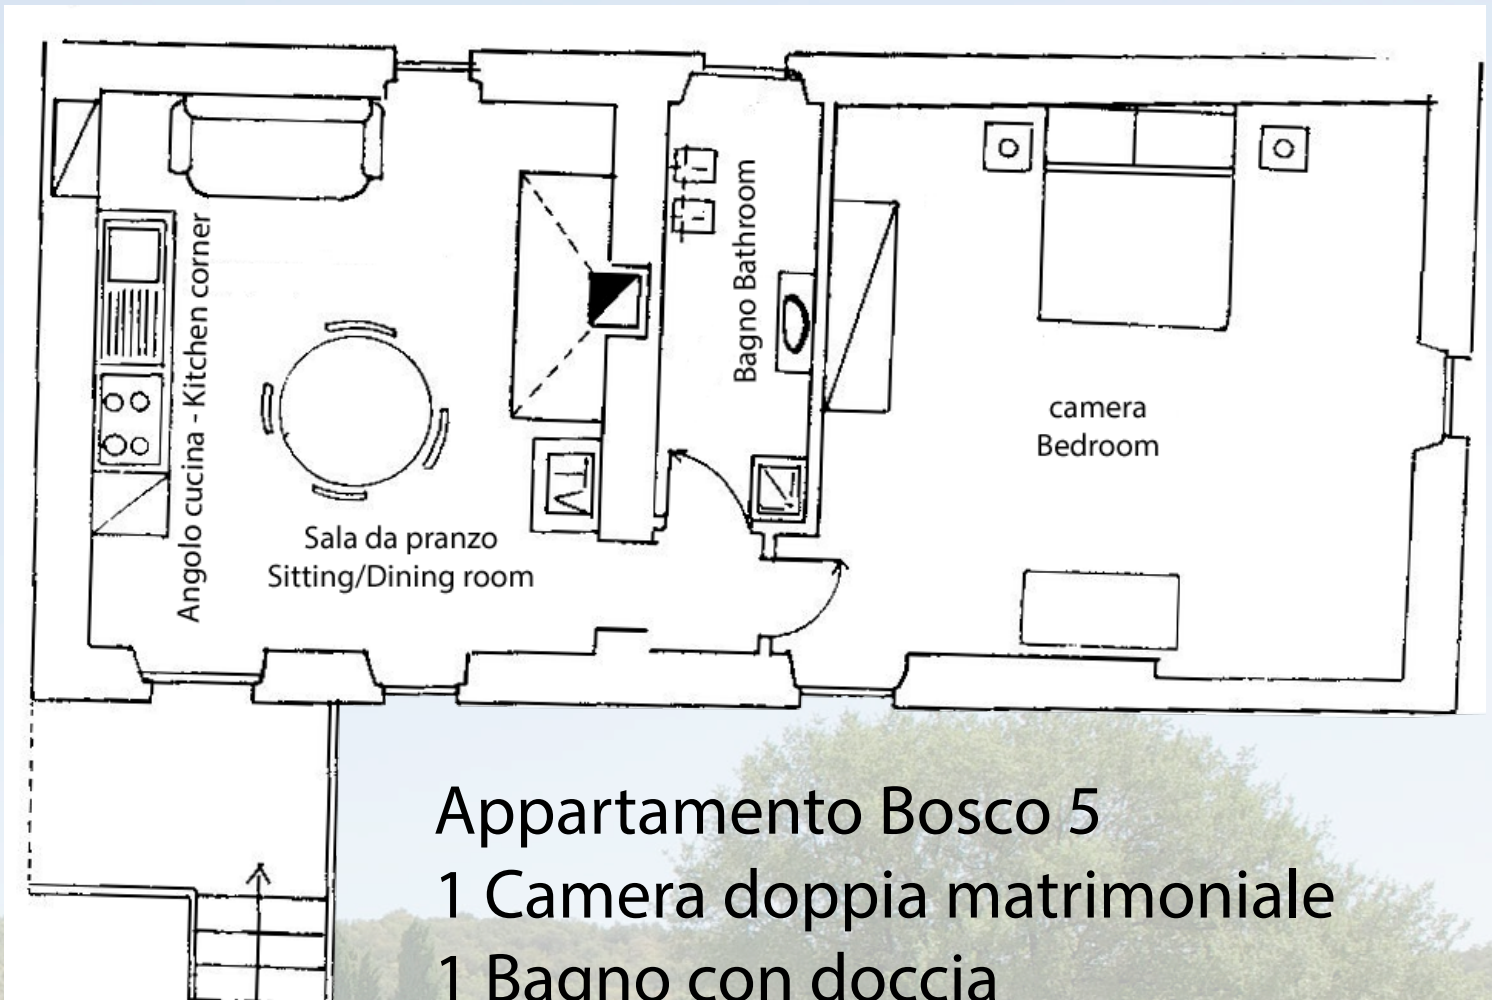 Angolo cucina - Kitchen corner
Sala da pranzo
Sitting/Dining room
TV
Bagno Bathroom
camera
Bedroom
Appartamento Bosco 5
1 Camera doppia matrimoniale
1 Bagno con doccia